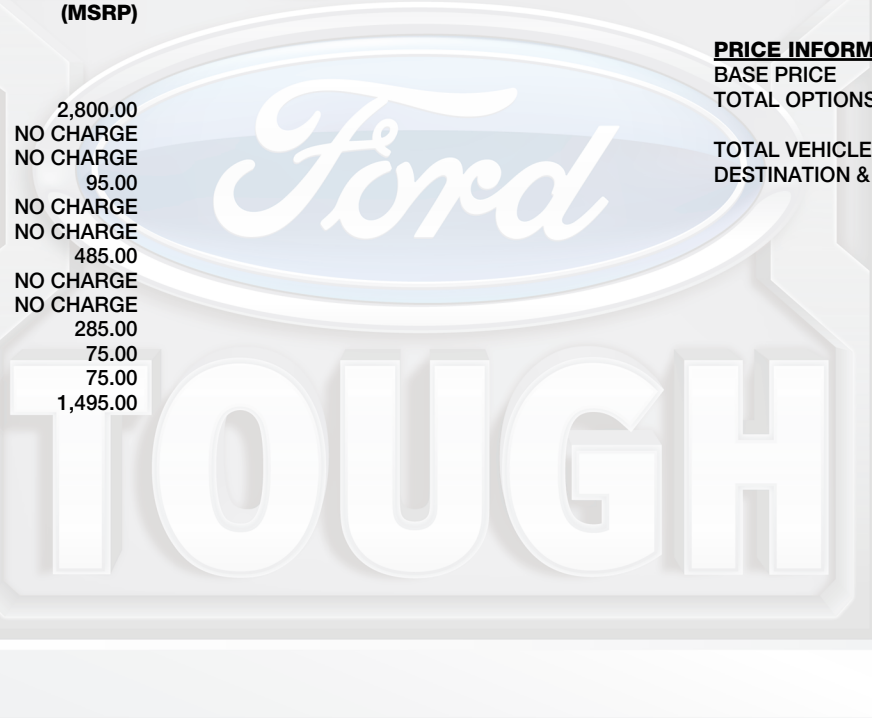 (MSRP)
2,800.00
NO CHARGE
NO CHARGE
95.00
NO CHARGE
NO CHARGE
485.00
NO CHARGE
NO CHARGE
285.00
75.00
75.00
1,495.00
PRICE INFORM
BASE PRICE
TOTAL OPTIONS
TOTAL VEHICLE
DESTINATION &
Ford
TOUGH